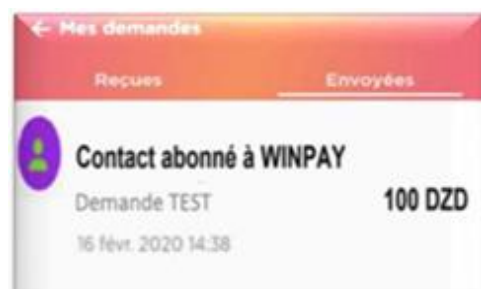 ← Mes demandes
Reçues Envoyées
Contact abonné à WINPAY
Demande TEST 100 DZD
16 févr. 2020 14:38